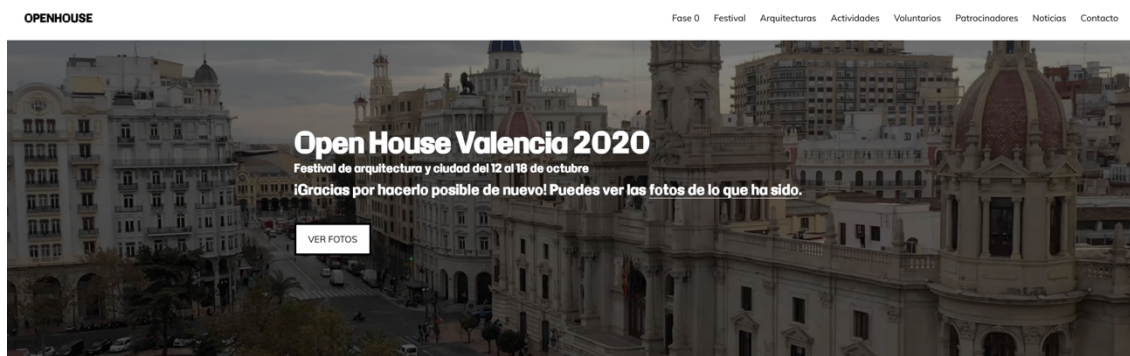 OPENHOUSE
Fase 0 Festival Arquitecturas Actividades Voluntarios Patrocinadores Noticias Contacto
Open House Valencia 2020
Festival de arquitectura y ciudad del 12 al 18 de octubre
¡Gracias por hacerlo posible de nuevo! Puedes ver las fotos de lo que ha sido.
VER FOTOS